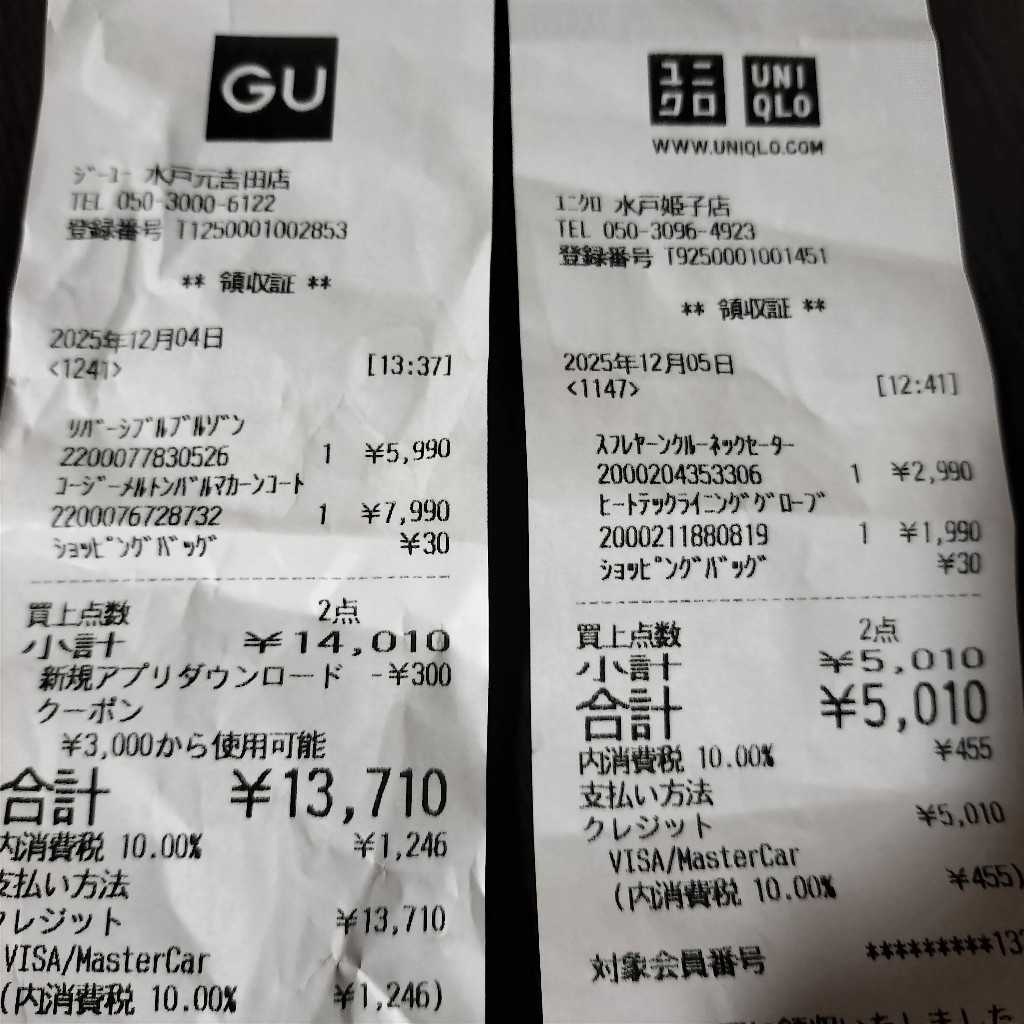 GU
ジーユー 水戸元吉田店
TEL 050-3000-6122
登録番号 T1250001002853
** 領収証 **
2025年12月04日
<1241> [13:37]
リバーシブルブルゾン
2200077830526 1 ¥5,990
コージーメルトンバルマカーンコート
2200076728732 1 ¥7,990
ショッピングバッグ ¥30
買上点数 2点
小計 ¥14,010
新規アプリダウンロード -¥300
クーポン
¥3,000から使用可能
合計 ¥13,710
内消費税 10.00% ¥1,246
支払い方法
クレジット ¥13,710
VISA/MasterCar
(内消費税 10.00% ¥1,246)
ユニクロ UNIQLO
WWW.UNIQLO.COM
ユニクロ 水戸姫子店
TEL 050-3096-4923
登録番号 T9250001001451
** 領収証 **
2025年12月05日
<1147> [12:41]
スフレヤーンクルーネックセーター
2000204353306 1 ¥2,990
ヒートテックライニンググローブ
2000211880819 1 ¥1,990
ショッピングバッグ ¥30
買上点数 2点
小計 ¥5,010
合計 ¥5,010
内消費税 10.00% ¥455
支払い方法
クレジット ¥5,010
VISA/MasterCar
(内消費税 10.00% ¥455)
対象会員番号 *********13
領収いたしました